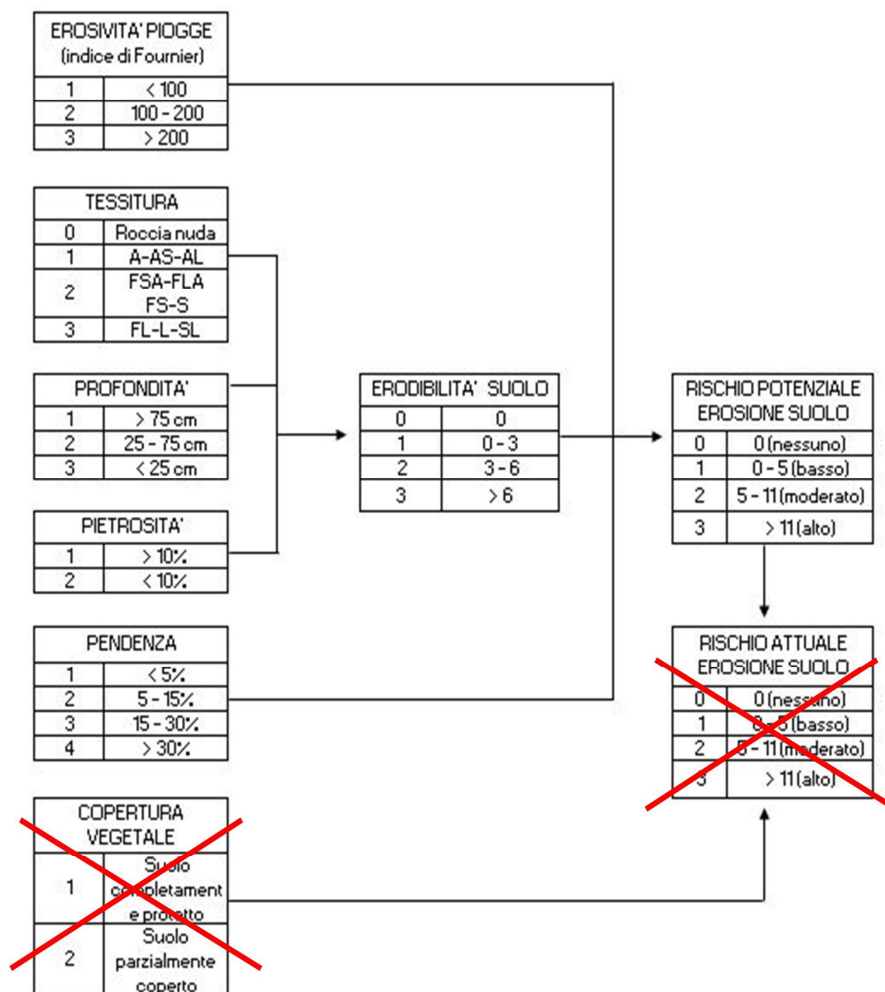 EROSIVITA' PIOGGE
(indice di Fournier)
1 < 100
2 100 - 200
3 > 200
TESSITURA
0 Roccia nuda
1 A-AS-AL
2 FSA-FLA
FS-S
3 FL-L-SL
PROFONDITA'
1 > 75 cm
2 25 - 75 cm
3 < 25 cm
PIETROSITA'
1 > 10%
2 < 10%
ERODIBILITA' SUOLO
0 0
1 0 - 3
2 3 - 6
3 > 6
RISCHIO POTENZIALE
EROSIONE SUOLO
0 0 (nessuno)
1 0 - 5 (basso)
2 5 - 11 (moderato)
3 > 11 (alto)
PENDENZA
1 < 5%
2 5 - 15%
3 15 - 30%
4 > 30%
RISCHIO ATTUALE
EROSIONE SUOLO
0 0 (nessuno)
1 0 - 5 (basso)
2 5 - 11 (moderato)
3 > 11 (alto)
COPERTURA
VEGETALE
1 Suolo
completament
e protetto
2 Suolo
parzialmente
coperto